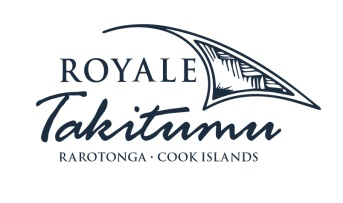 ROYALE
Takitumu
RAROTONGA · COOK ISLANDS